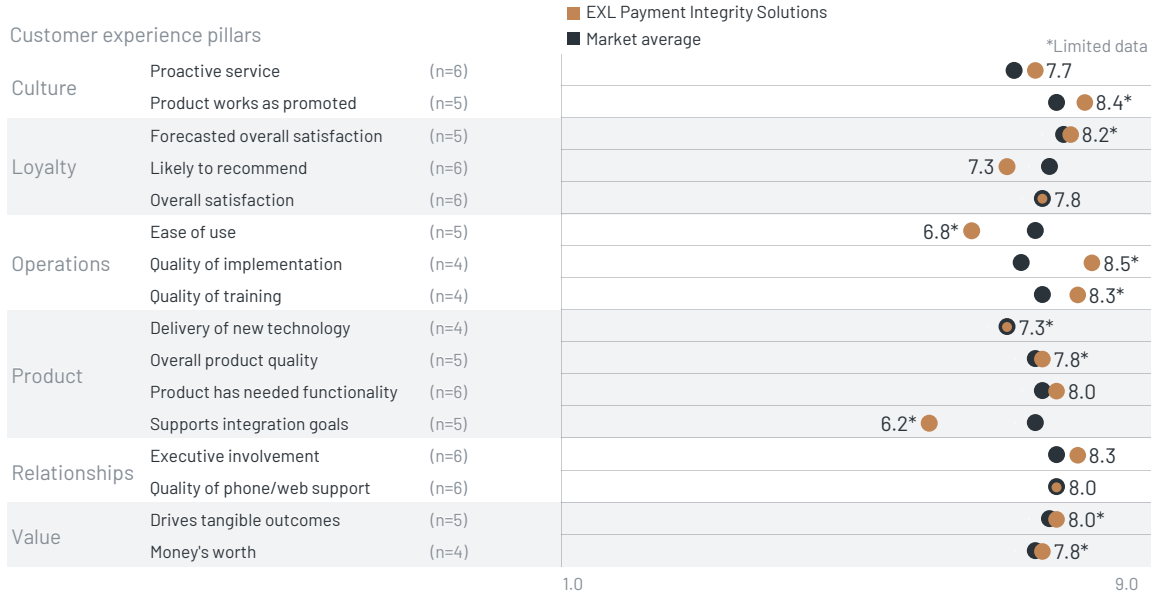 EXL Payment Integrity Solutions
Customer experience pillars
Market average
*Limited data
Culture
Proactive service (n=6) 7.7
Product works as promoted (n=5) 8.4*
Loyalty
Forecasted overall satisfaction (n=5) 8.2*
Likely to recommend (n=6) 7.3
Overall satisfaction (n=6) 7.8
Operations
Ease of use (n=5) 6.8*
Quality of implementation (n=4) 8.5*
Quality of training (n=4) 8.3*
Product
Delivery of new technology (n=4) 7.3*
Overall product quality (n=5) 7.8*
Product has needed functionality (n=6) 8.0
Supports integration goals (n=5) 6.2*
Relationships
Executive involvement (n=6) 8.3
Quality of phone/web support (n=6) 8.0
Value
Drives tangible outcomes (n=5) 8.0*
Money's worth (n=4) 7.8*
1.0 9.0